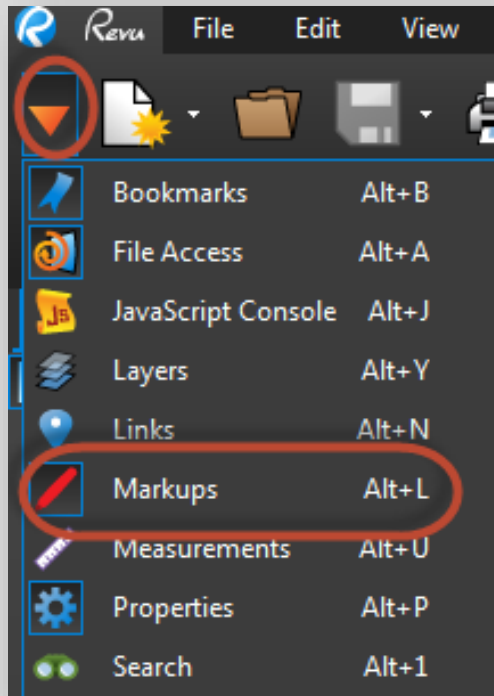 Revu File Edit View
Bookmarks Alt+B
File Access Alt+A
JS JavaScript Console Alt+J
Layers Alt+Y
Links Alt+N
Markups Alt+L
Measurements Alt+U
Properties Alt+P
Search Alt+1